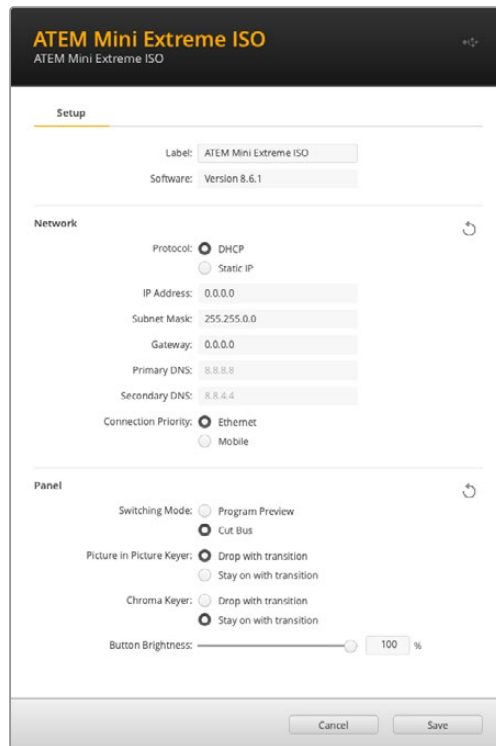 ATEM Mini Extreme ISO
ATEM Mini Extreme ISO
Setup
Label: ATEM Mini Extreme ISO
Software: Version 8.6.1
Network
Protocol: DHCP
Static IP
IP Address: 0.0.0.0
Subnet Mask: 255.255.0.0
Gateway: 0.0.0.0
Primary DNS: 8.8.8.8
Secondary DNS: 8.8.4.4
Connection Priority: Ethernet
Mobile
Panel
Switching Mode: Program Preview
Cut Bus
Picture in Picture Keyer: Drop with transition
Stay on with transition
Chroma Keyer: Drop with transition
Stay on with transition
Button Brightness: 100 %
Cancel Save